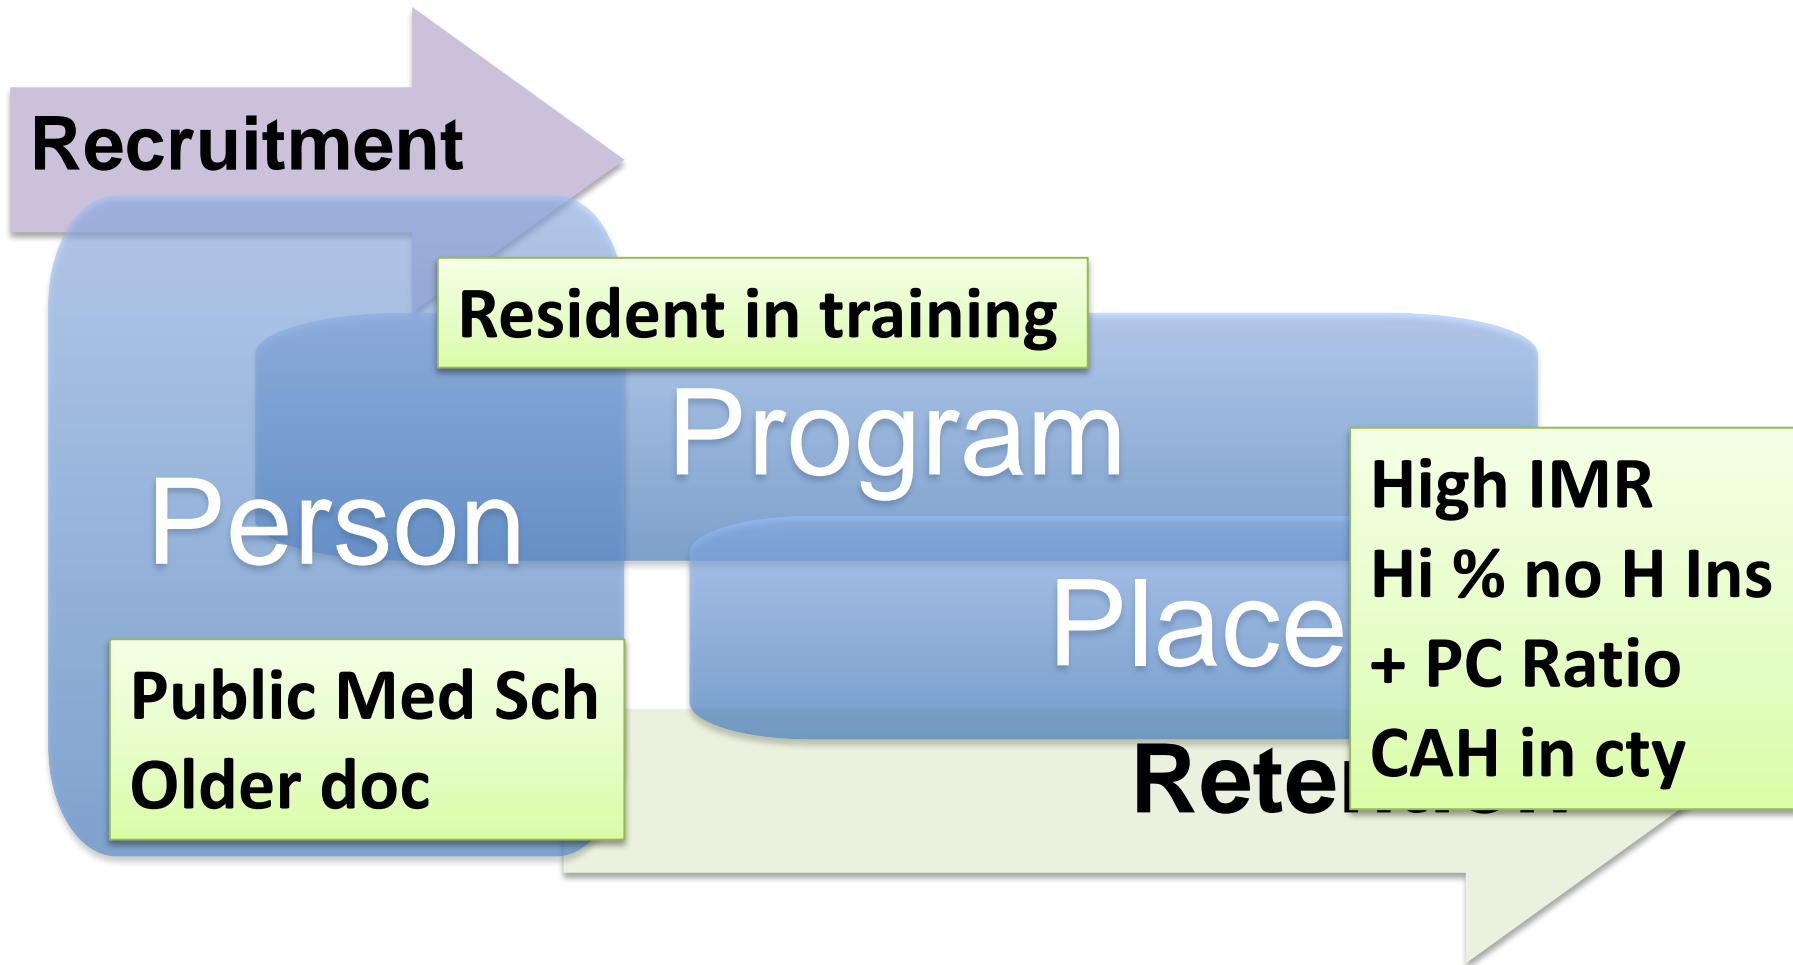 Recruitment
Resident in training
Program
Person
High IMR
Hi % no H Ins
+ PC Ratio
CAH in cty
Place
Public Med Sch
Older doc
Retention